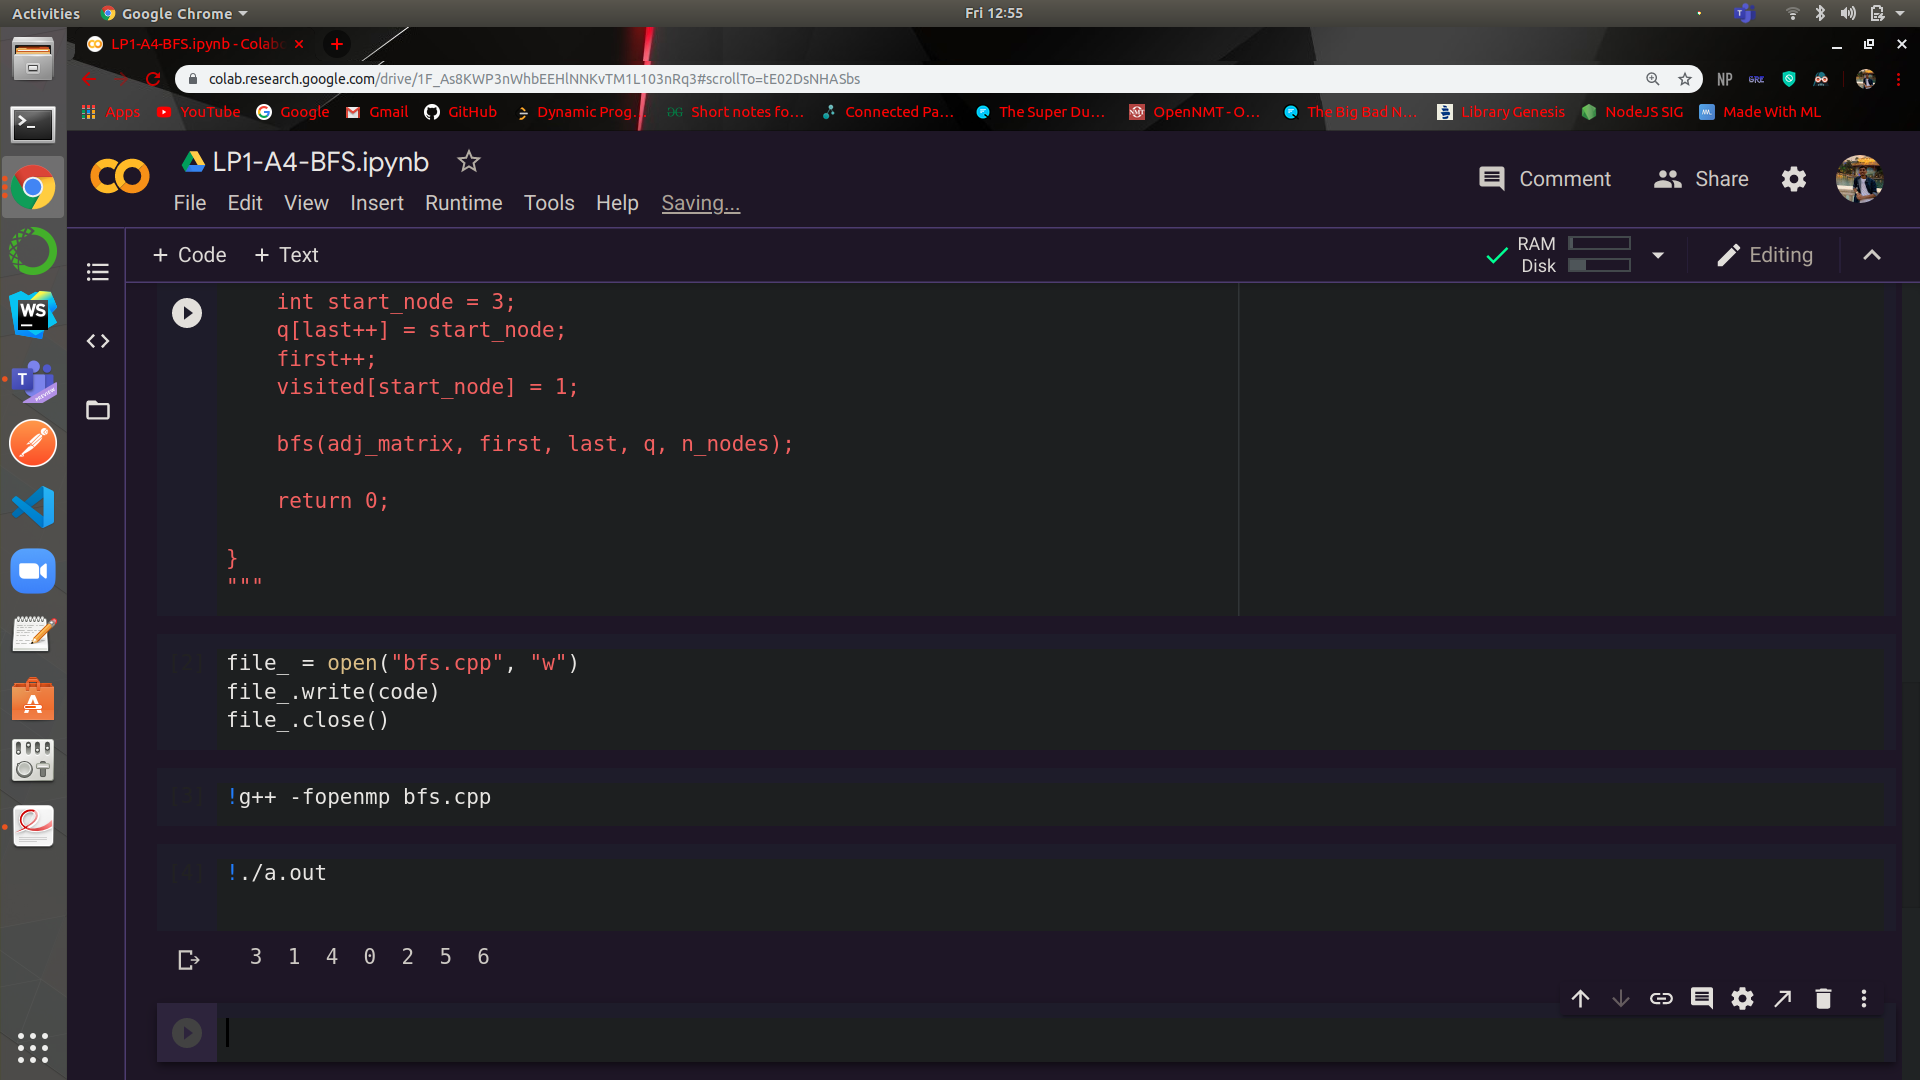 Activities
Google Chrome
Fri 12:55
LP1-A4-BFS.ipynb - Colab
colab.research.google.com/drive/1F_As8KWP3nWhbEEHlNNKvTM1L103nRq3#scrollTo=tE02DsNHASbs
NP
GRE
Apps
YouTube
Google
Gmail
GitHub
Dynamic Prog...
Short notes fo...
Connected Pa...
The Super Du...
OpenNMT - O...
The Big Bad N...
Library Genesis
NodeJS SIG
Made With ML
LP1-A4-BFS.ipynb
Comment
Share
File Edit View Insert Runtime Tools Help Saving...
+ Code + Text
RAM
Disk
Editing
int start_node = 3;
q[last++] = start_node;
first++;
visited[start_node] = 1;
bfs(adj_matrix, first, last, q, n_nodes);
return 0;
}
"""
[2]
file_ = open("bfs.cpp", "w")
file_.write(code)
file_.close()
[3]
!g++ -fopenmp bfs.cpp
[4]
!./a.out
3 1 4 0 2 5 6
WS
T